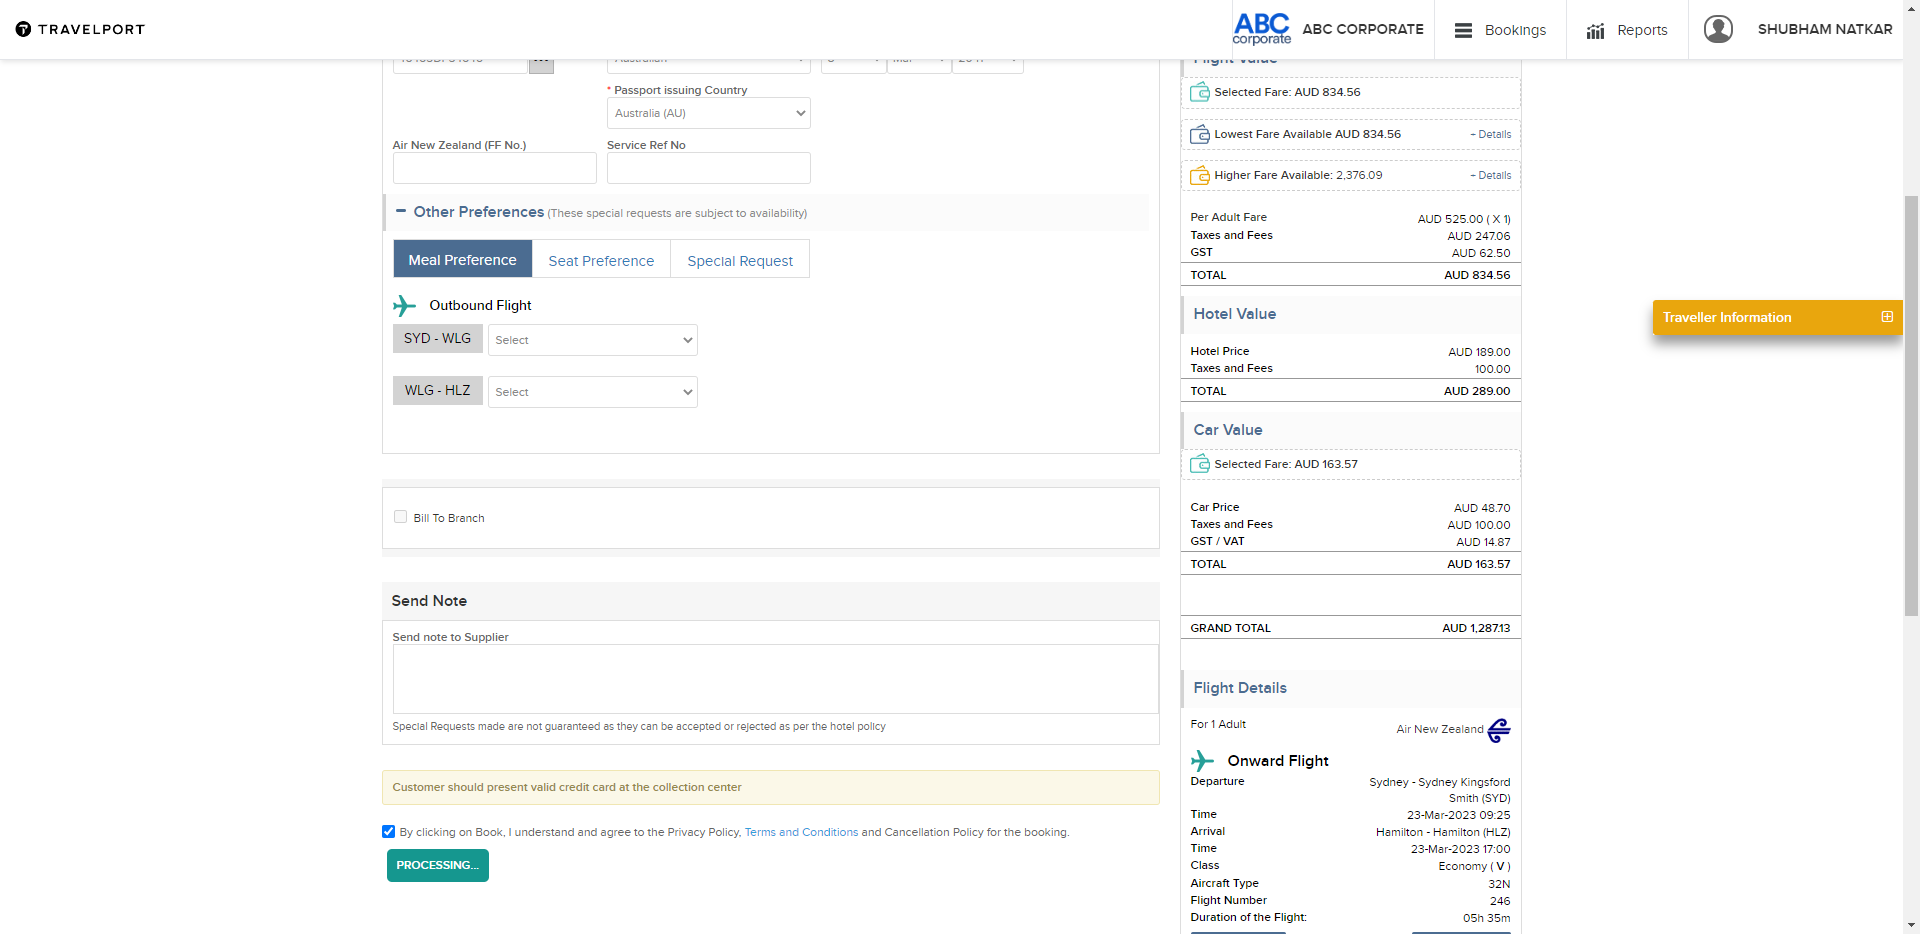 TRAVELPORT
ABC
corporate
ABC CORPORATE
Bookings
Reports
SHUBHAM NATKAR
* Passport issuing Country
Australia (AU)
Air New Zealand (FF No.)
Service Ref No
Other Preferences (These special requests are subject to availability)
Meal Preference
Seat Preference
Special Request
Outbound Flight
SYD - WLG
Select
WLG - HLZ
Select
Bill To Branch
Send Note
Send note to Supplier
Special Requests made are not guaranteed as they can be accepted or rejected as per the hotel policy
Customer should present valid credit card at the collection center
By clicking on Book, I understand and agree to the Privacy Policy, Terms and Conditions and Cancellation Policy for the booking.
PROCESSING...
Flight Value
Selected Fare: AUD 834.56
Lowest Fare Available AUD 834.56
+ Details
Higher Fare Available: 2,376.09
+ Details
Per Adult Fare AUD 525.00 ( X 1)
Taxes and Fees AUD 247.06
GST AUD 62.50
TOTAL AUD 834.56
Hotel Value
Hotel Price AUD 189.00
Taxes and Fees 100.00
TOTAL AUD 289.00
Car Value
Selected Fare: AUD 163.57
Car Price AUD 48.70
Taxes and Fees AUD 100.00
GST / VAT AUD 14.87
TOTAL AUD 163.57
GRAND TOTAL AUD 1,287.13
Flight Details
For 1 Adult
Air New Zealand
Onward Flight
Departure Sydney - Sydney Kingsford
Smith (SYD)
Time 23-Mar-2023 09:25
Arrival Hamilton - Hamilton (HLZ)
Time 23-Mar-2023 17:00
Class Economy ( V )
Aircraft Type 32N
Flight Number 246
Duration of the Flight: 05h 35m
Traveller Information